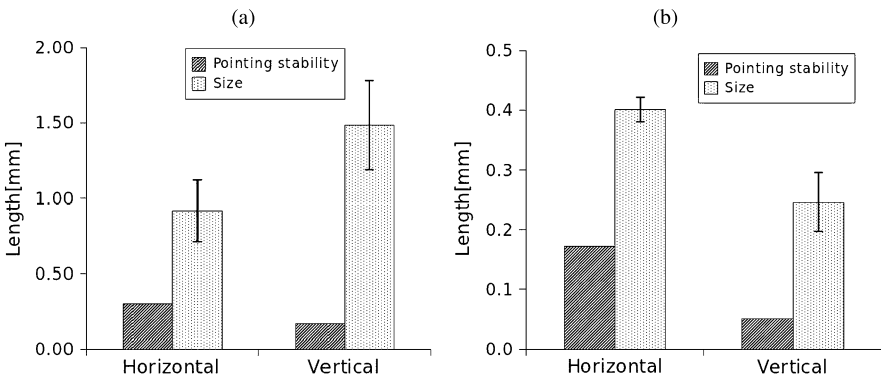 (a)
2.00
1.50
1.00
0.50
0.00
Length[mm]
Pointing stability
Size
Horizontal
Vertical
(b)
0.5
0.4
0.3
0.2
0.1
0.0
Length[mm]
Pointing stability
Size
Horizontal
Vertical